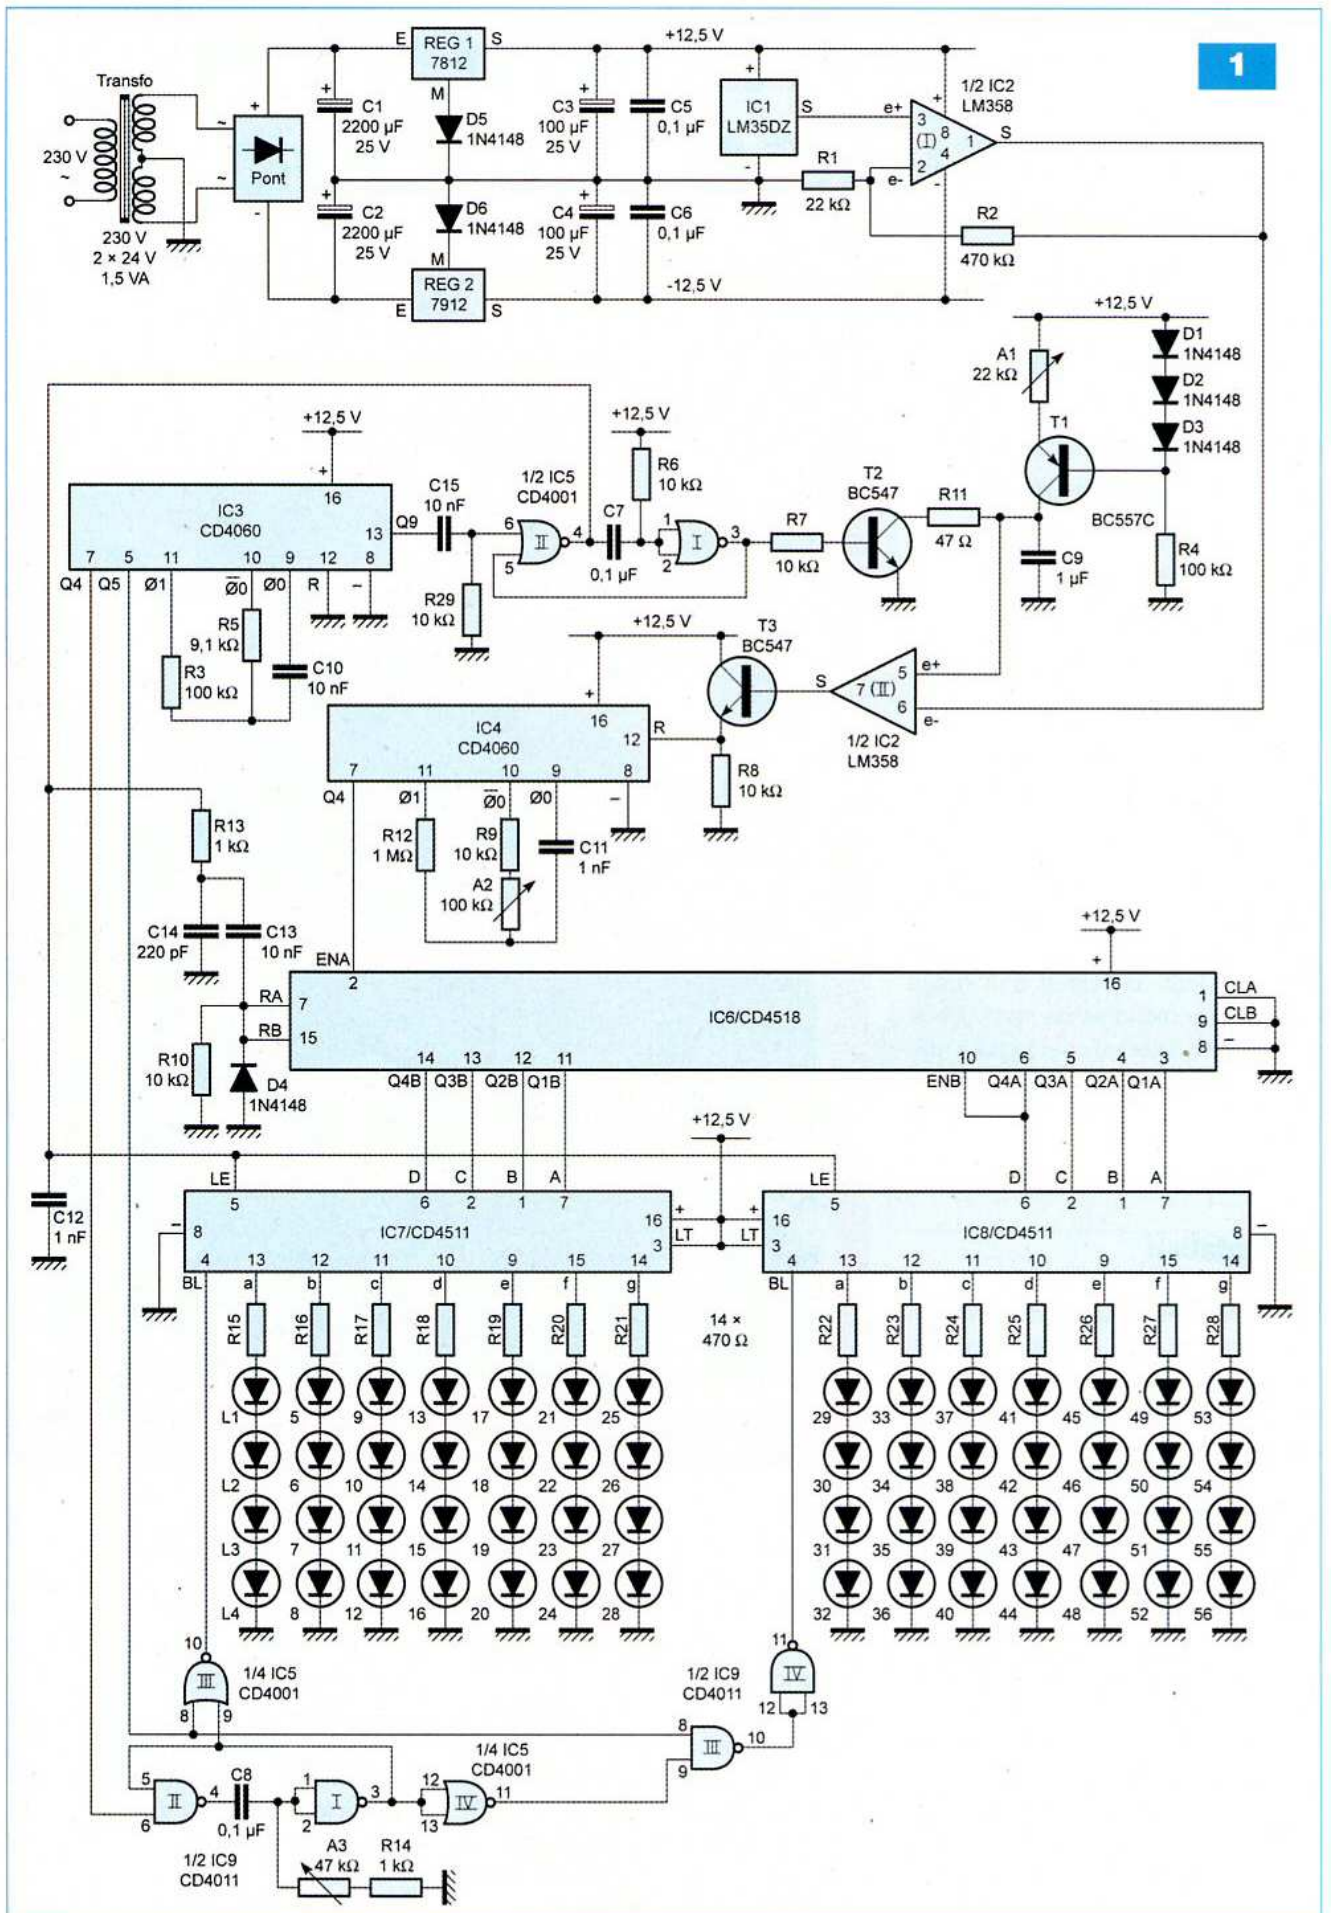 1
Transfo
230 V
~
230 V
2 × 24 V
1,5 VA
~
~
+
Pont
-
E
REG 1
7812
S
M
+12,5 V
+
C1
2200 µF
25 V
D5
1N4148
+
C3
100 µF
25 V
C5
0,1 µF
+
C2
2200 µF
25 V
D6
1N4148
+
C4
100 µF
25 V
C6
0,1 µF
M
E
REG 2
7912
S
-12,5 V
+
IC1
LM35DZ
S
-
R1
22 kΩ
1/2 IC2
LM358
e+
3
+
8
(I)
1
S
4
2
e-
-
R2
470 kΩ
+12,5 V
A1
22 kΩ
D1
1N4148
D2
1N4148
D3
1N4148
T1
BC557C
R4
100 kΩ
C9
1 µF
+12,5 V
+
16
IC3
CD4060
13
Q9
7
5
11
10
9
12
8
Q4
Q5
Ø1
Ø0
Ø0
R
–
R3
100 kΩ
R5
9,1 kΩ
C10
10 nF
C15
10 nF
R29
10 kΩ
1/2 IC5
CD4001
6
II
4
5
C7
0,1 µF
+12,5 V
R6
10 kΩ
1
I
3
2
R7
10 kΩ
T2
BC547
R11
47 Ω
+12,5 V
T3
BC547
S
7 (II)
5
e+
6
e-
1/2 IC2
LM358
+
16
IC4
CD4060
12
R
R8
10 kΩ
7
11
10
9
8
Q4
Ø1
Ø0
Ø0
–
R12
1 MΩ
R9
10 kΩ
A2
100 kΩ
C11
1 nF
R13
1 kΩ
C14
220 pF
C13
10 nF
R10
10 kΩ
D4
1N4148
ENA
2
+12,5 V
+
16
RA
7
RB
15
IC6/CD4518
1
CLA
9
CLB
8
–
14
13
12
11
10
6
5
4
3
Q4B
Q3B
Q2B
Q1B
ENB
Q4A
Q3A
Q2A
Q1A
+12,5 V
C12
1 nF
LE
5
D
6
C
2
B
1
A
7
–
8
IC7/CD4511
16
+
3
LT
4
13
12
11
10
9
15
14
BL
a
b
c
d
e
f
g
LE
5
D
6
C
2
B
1
A
7
+
16
LT
3
IC8/CD4511
8
–
4
13
12
11
10
9
15
14
BL
a
b
c
d
e
f
g
R15
R16
R17
R18
R19
R20
R21
14 ×
470 Ω
R22
R23
R24
R25
R26
R27
R28
L1
5
9
13
17
21
25
29
33
37
41
45
49
53
L2
6
10
14
18
22
26
30
34
38
42
46
50
54
L3
7
11
15
19
23
27
31
35
39
43
47
51
55
L4
8
12
16
20
24
28
32
36
40
44
48
52
56
10
III
8
9
1/4 IC5
CD4001
1/2 IC9
CD4011
11
IV
12
13
8
III
10
9
5
II
4
6
C8
0,1 µF
1
I
3
2
1/4 IC5
CD4001
12
IV
11
13
1/2 IC9
CD4011
A3
47 kΩ
R14
1 kΩ